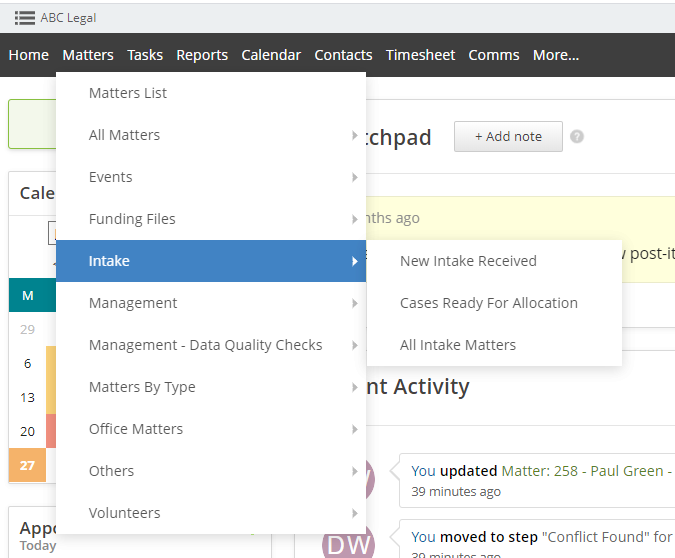 ABC Legal
Home Matters Tasks Reports Calendar Contacts Timesheet Comms More...
Matters List
All Matters
Events
Funding Files
Intake
Management
Management - Data Quality Checks
Matters By Type
Office Matters
Others
Volunteers
New Intake Received
Cases Ready For Allocation
All Intake Matters
tchpad
+ Add note
?
nths ago
post-it
Cale
M
29
6
13
20
27
Appo
Today
nt Activity
You updated Matter: 258 - Paul Green -
39 minutes ago
DW
You moved to step "Conflict Found" for
39 minutes ago